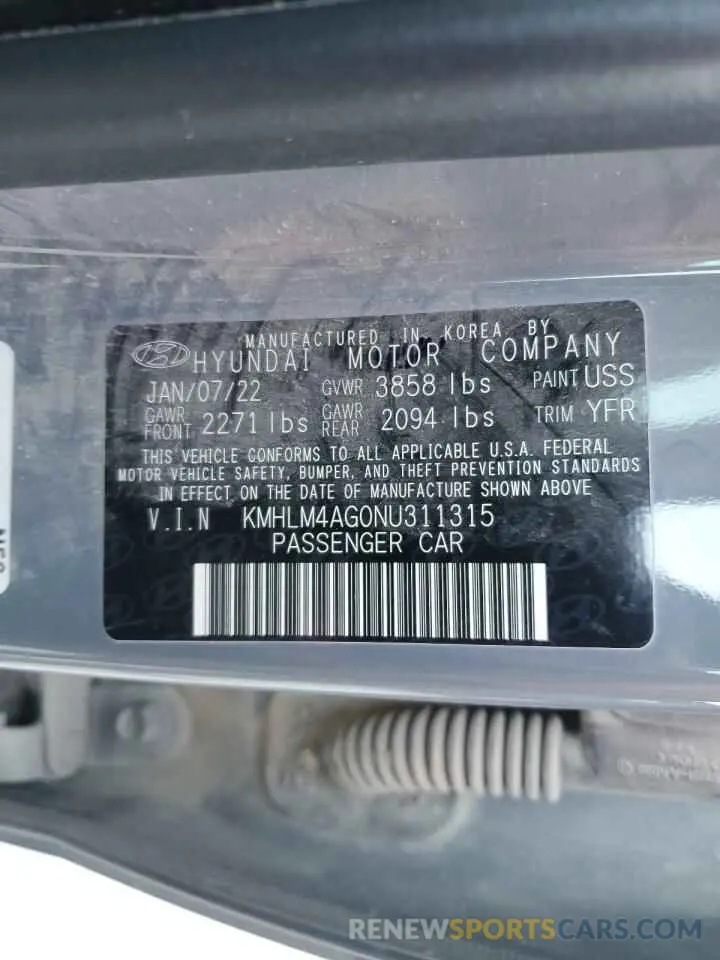 MANUFACTURED IN KOREA BY
HYUNDAI MOTOR COMPANY
JAN/07/22 GVWR 3858 lbs PAINT USS
GAWR FRONT 2271 lbs GAWR REAR 2094 lbs TRIM YFR
THIS VEHICLE CONFORMS TO ALL APPLICABLE U.S.A. FEDERAL
MOTOR VEHICLE SAFETY, BUMPER, AND THEFT PREVENTION STANDARDS
IN EFFECT ON THE DATE OF MANUFACTURE SHOWN ABOVE
V.I.N KMHLM4AG0NU311315
PASSENGER CAR
RENEWSPORTSCARS.COM